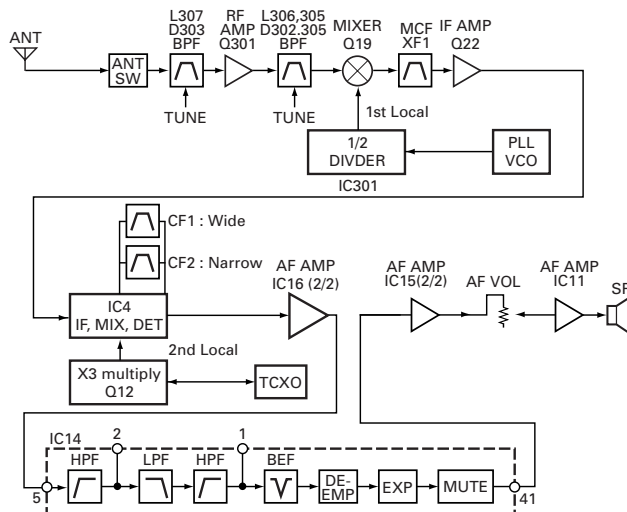 ANT
ANT
SW
L307
D303
BPF
TUNE
RF
AMP
Q301
L306,305
D302.305
BPF
TUNE
MIXER
Q19
MCF
XF1
IF AMP
Q22
1st Local
1/2
DIVDER
IC301
PLL
VCO
CF1 : Wide
CF2 : Narrow
IC4
IF, MIX, DET
AF AMP
IC16 (2/2)
2nd Local
X3 multiply
Q12
TCXO
AF AMP
IC15(2/2)
AF VOL
AF AMP
IC11
SP
IC14
5
HPF
2
LPF
HPF
1
BEF
DE-
EMP
EXP
MUTE
41